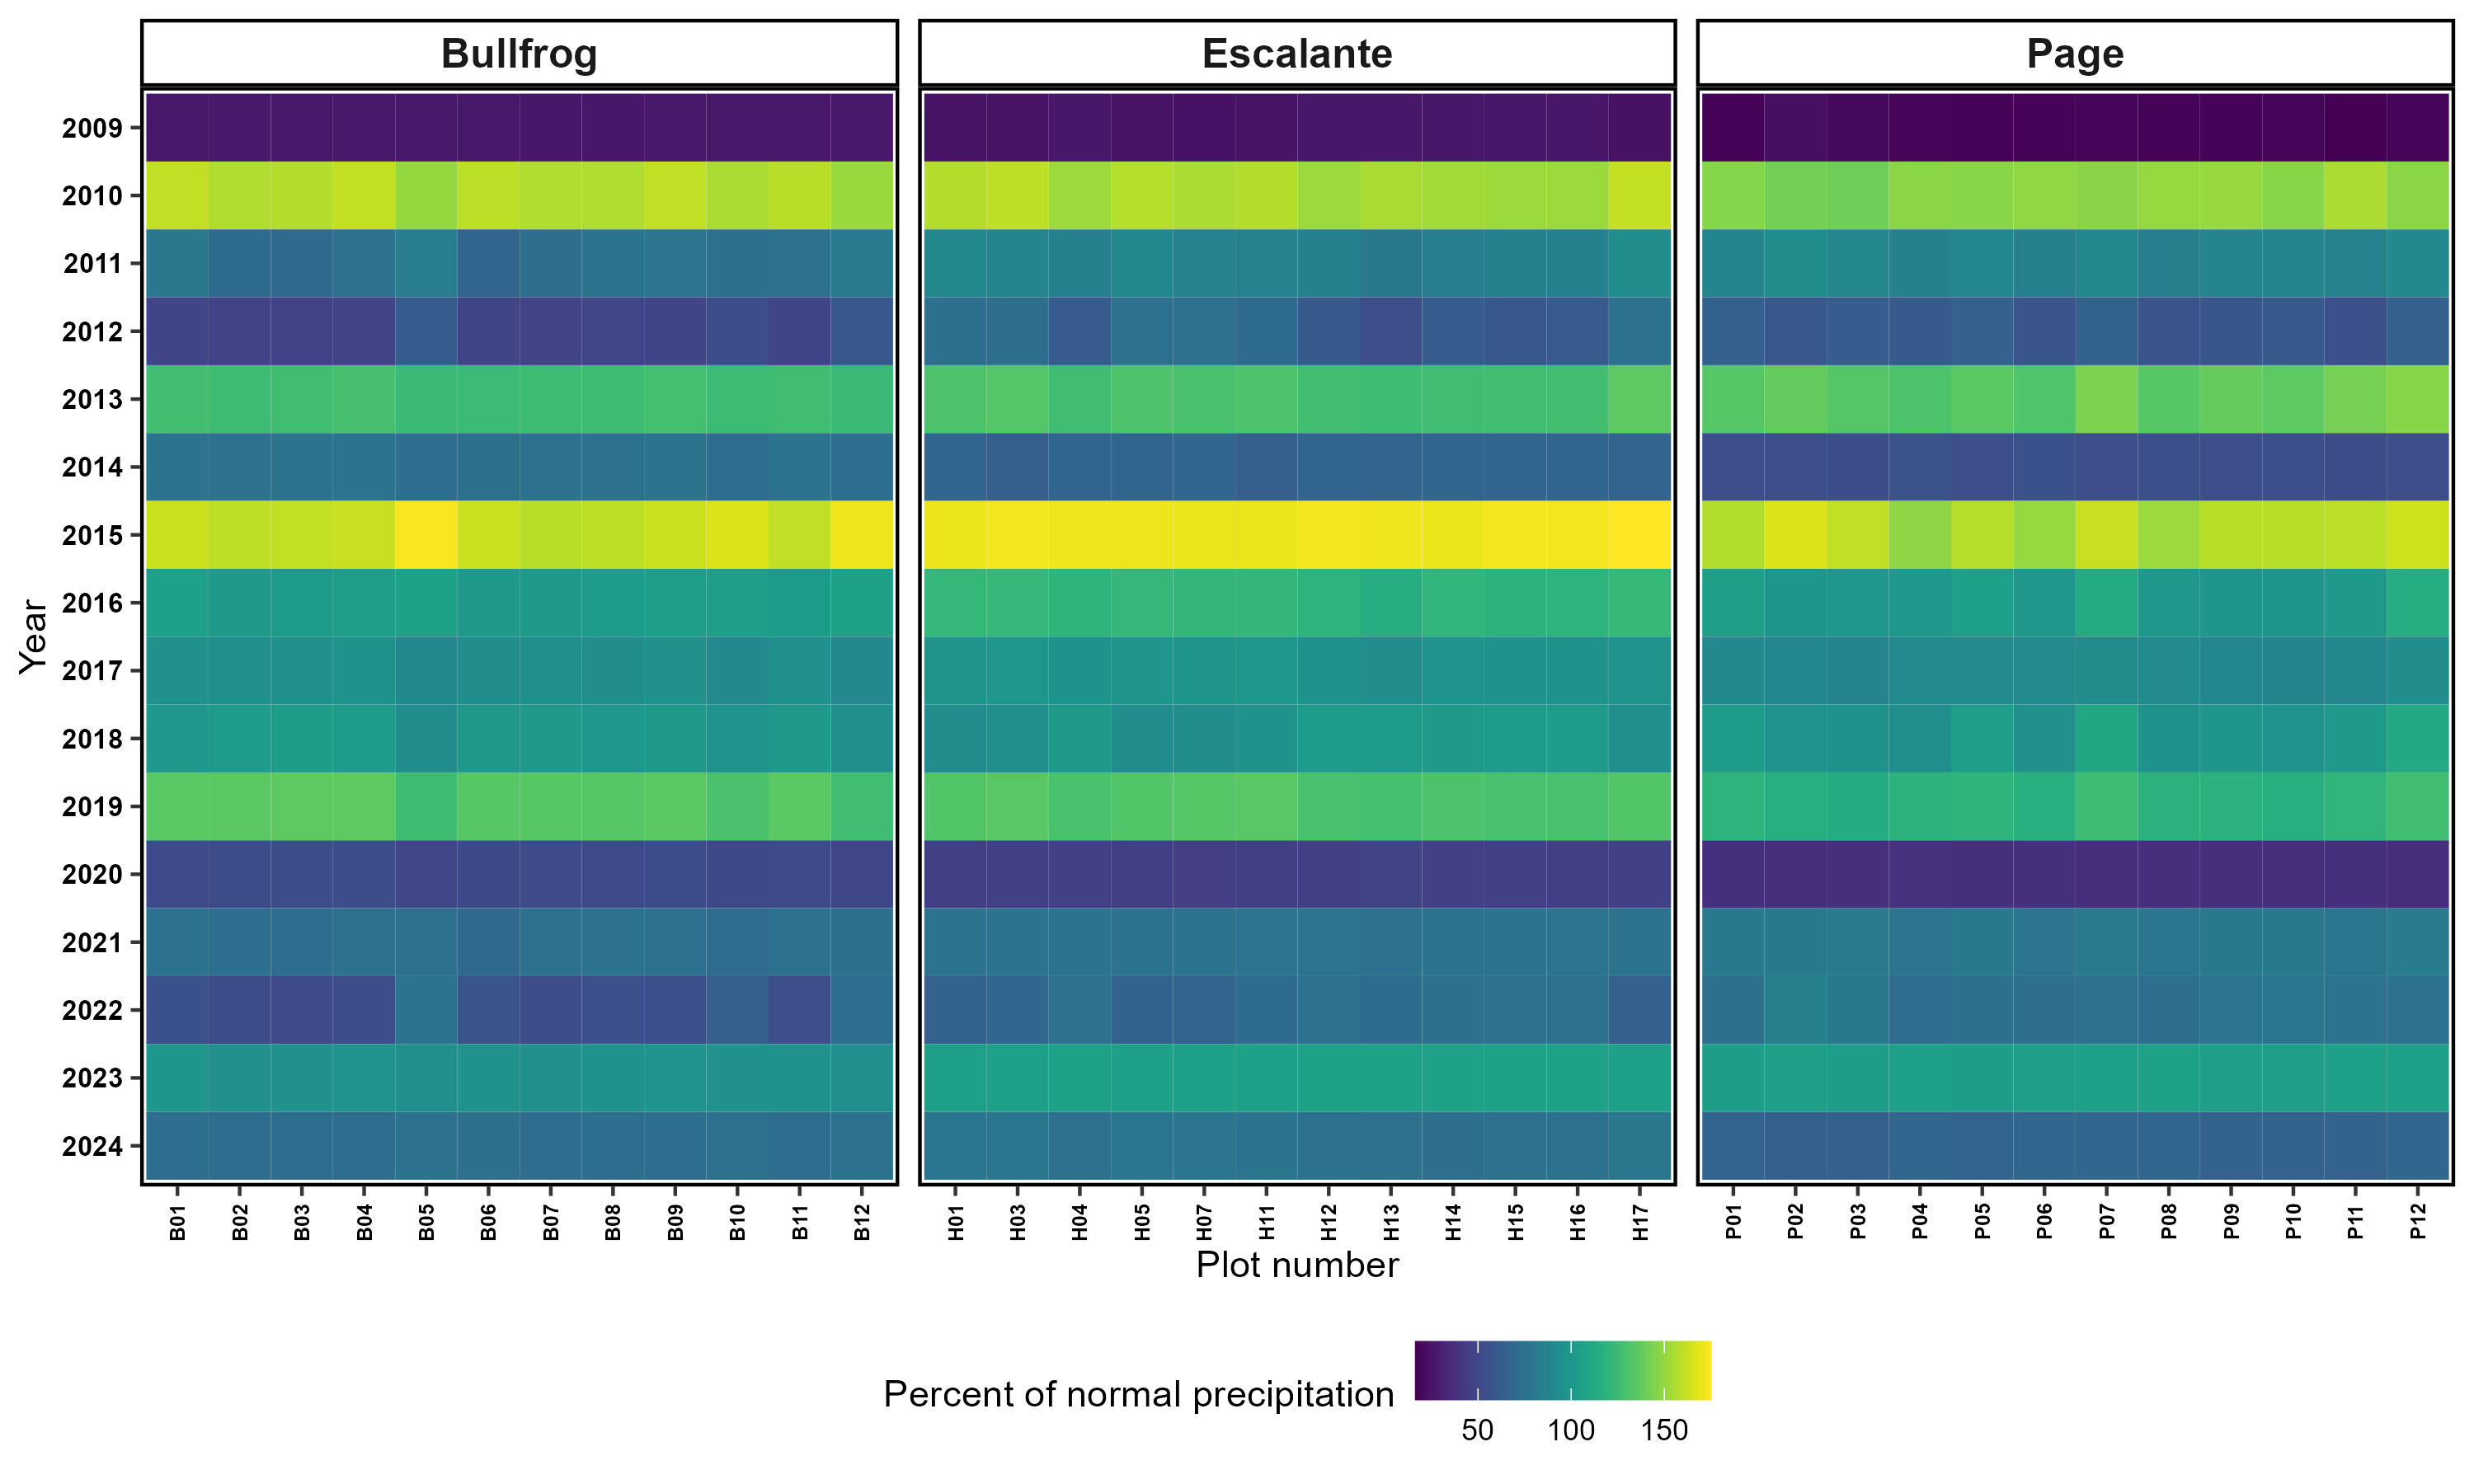 Bullfrog
Escalante
Page
Year
2009
2010
2011
2012
2013
2014
2015
2016
2017
2018
2019
2020
2021
2022
2023
2024
B01 B02 B03 B04 B05 B06 B07 B08 B09 B10 B11 B12
H01 H03 H04 H05 H07 H11 H12 H13 H14 H15 H16 H17
P01 P02 P03 P04 P05 P06 P07 P08 P09 P10 P11 P12
Plot number
Percent of normal precipitation
50 100 150